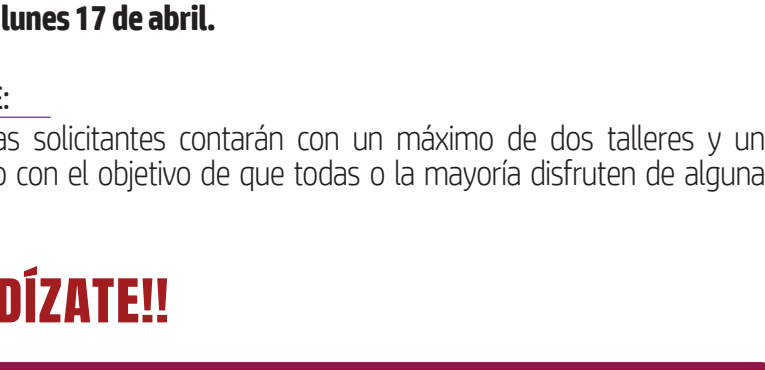 lunes 17 de abril.
E:
as solicitantes contarán con un máximo de dos talleres y un
o con el objetivo de que todas o la mayoría disfruten de alguna
DÍZATE!!